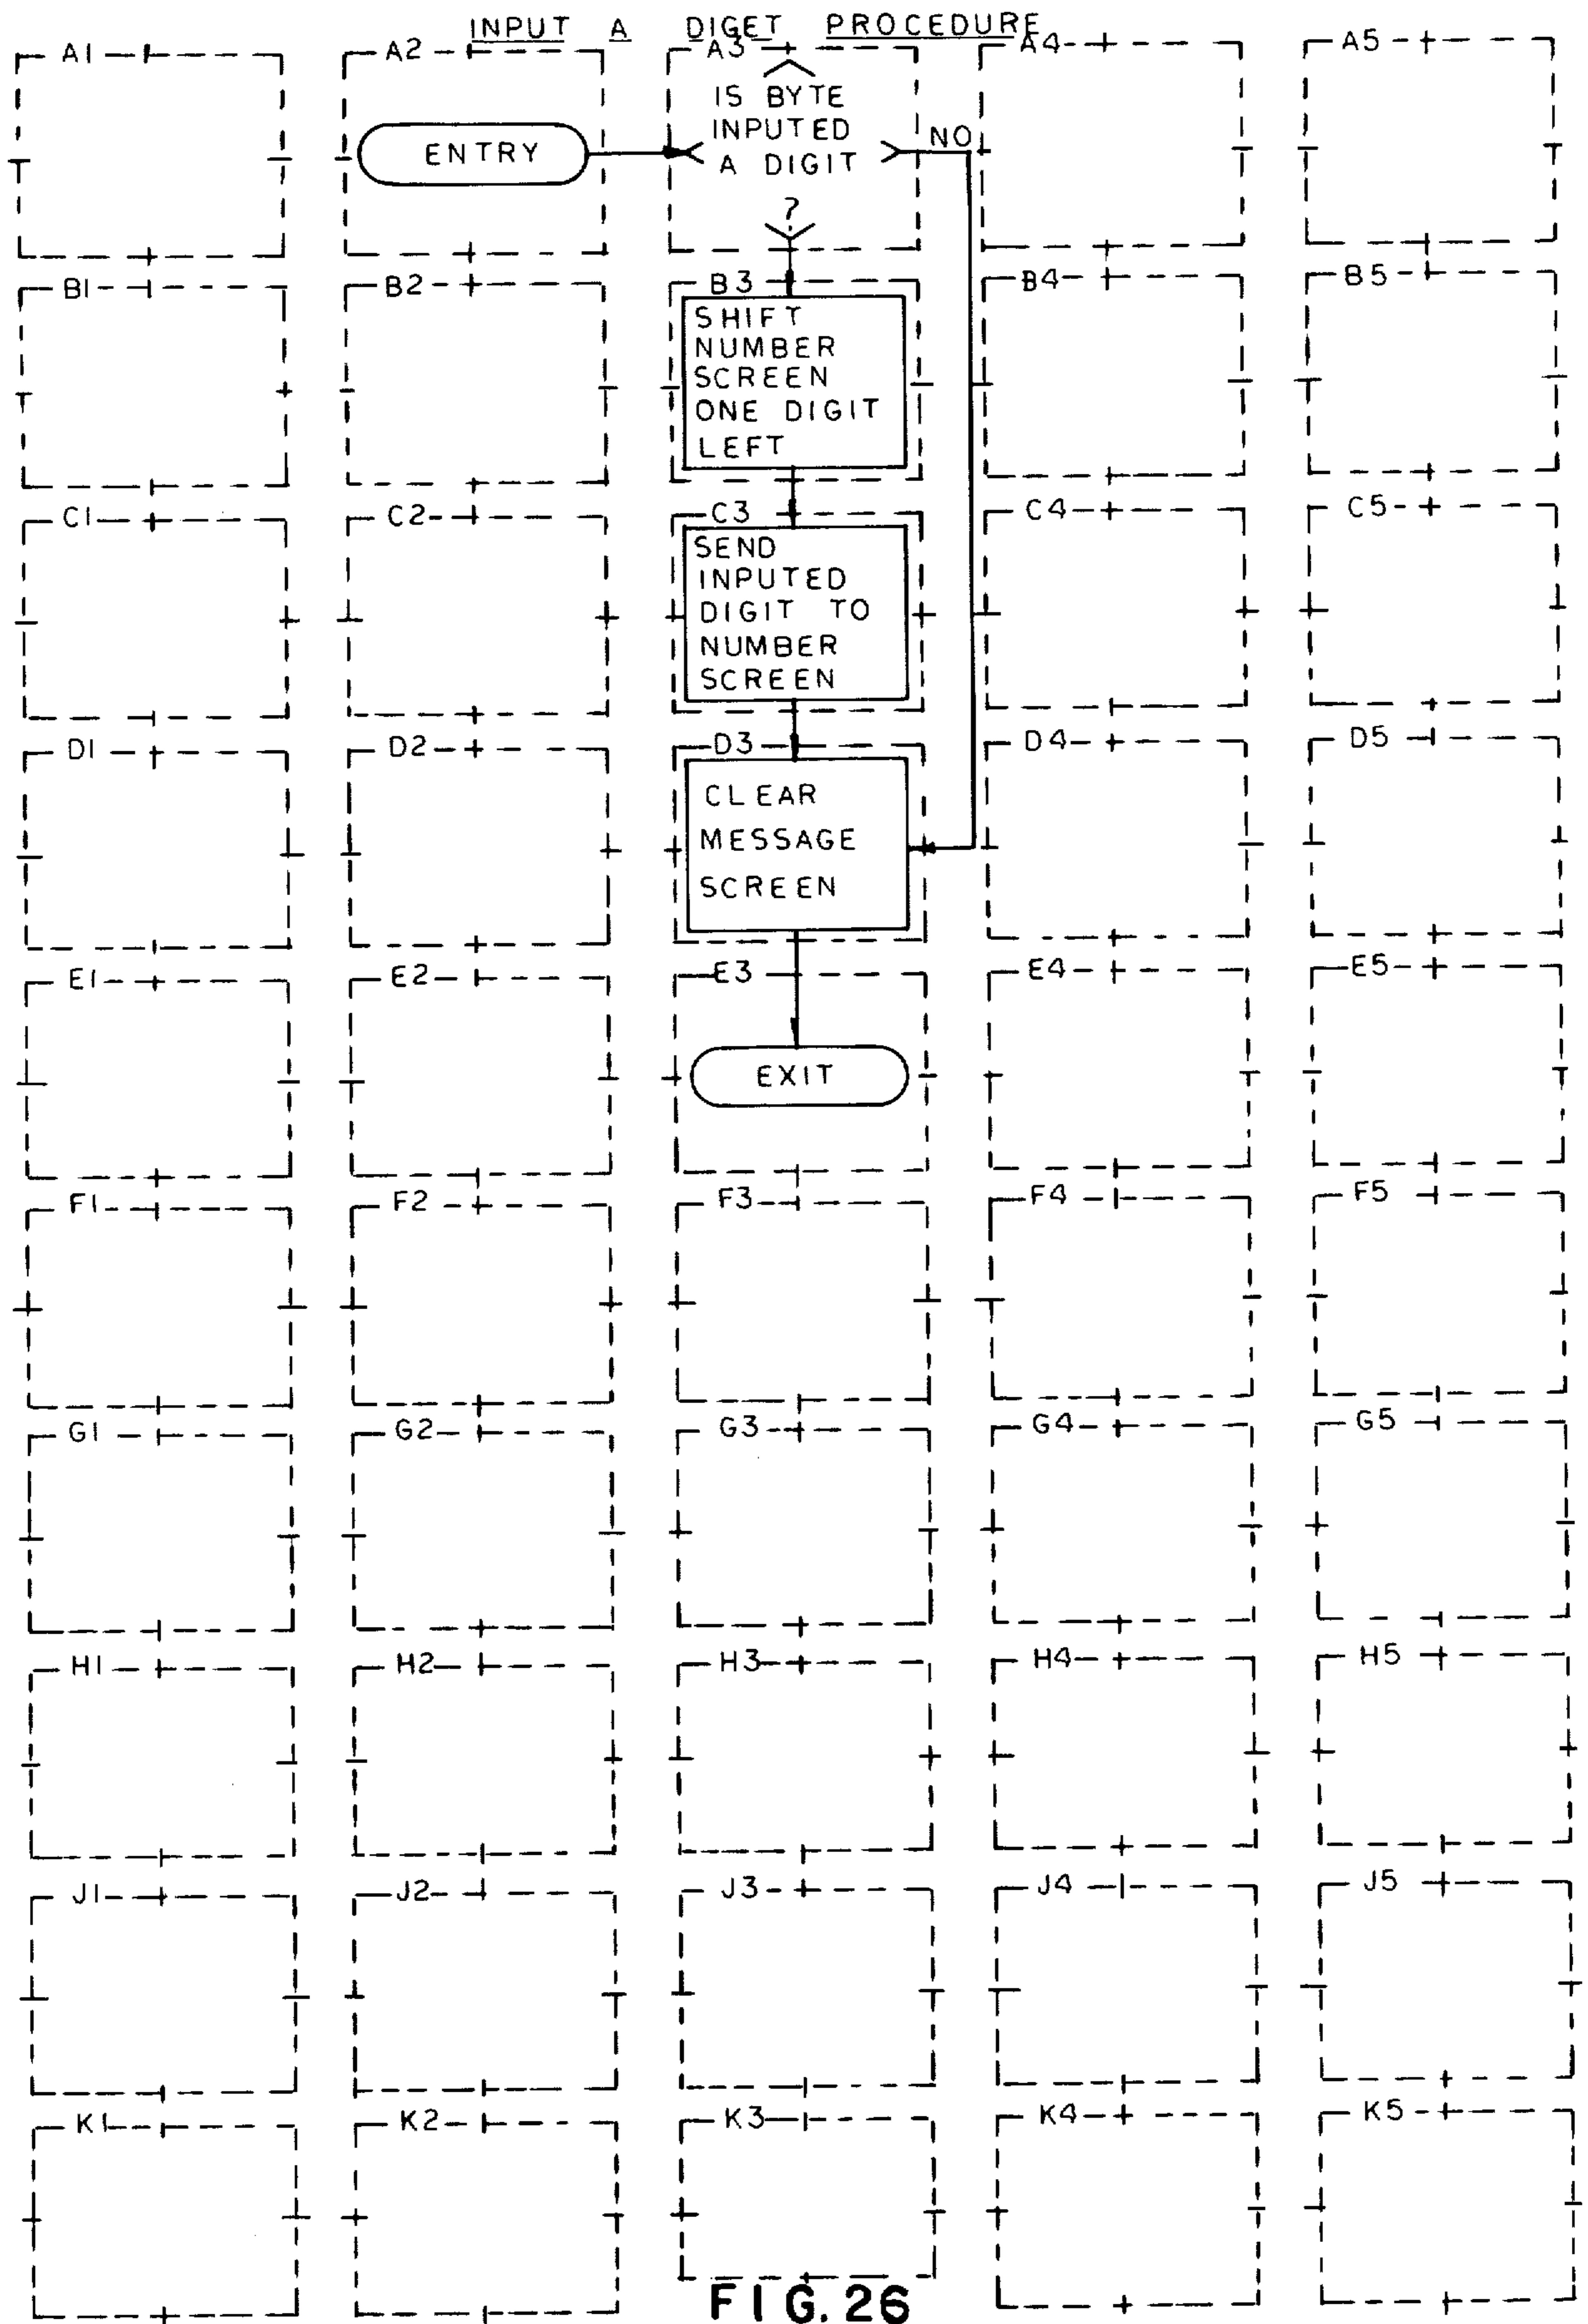 INPUT A DIGET PROCEDURE
A1 A2 A3 A4 A5
ENTRY
IS BYTE
INPUTED
A DIGIT
?
NO
B1 B2 B3 B4 B5
SHIFT
NUMBER
SCREEN
ONE DIGIT
LEFT
C1 C2 C3 C4 C5
SEND
INPUTED
DIGIT TO
NUMBER
SCREEN
D1 D2 D3 D4 D5
CLEAR
MESSAGE
SCREEN
E1 E2 E3 E4 E5
EXIT
F1 F2 F3 F4 F5
G1 G2 G3 G4 G5
H1 H2 H3 H4 H5
J1 J2 J3 J4 J5
K1 K2 K3 K4 K5
FIG. 26